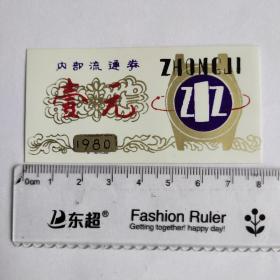 内部流通券
ZHONGJI
壹元
ZIZ
1980
0cm 1 2 3 4 5 6 7 8
东超
Fashion Ruler
Getting together! happy day!